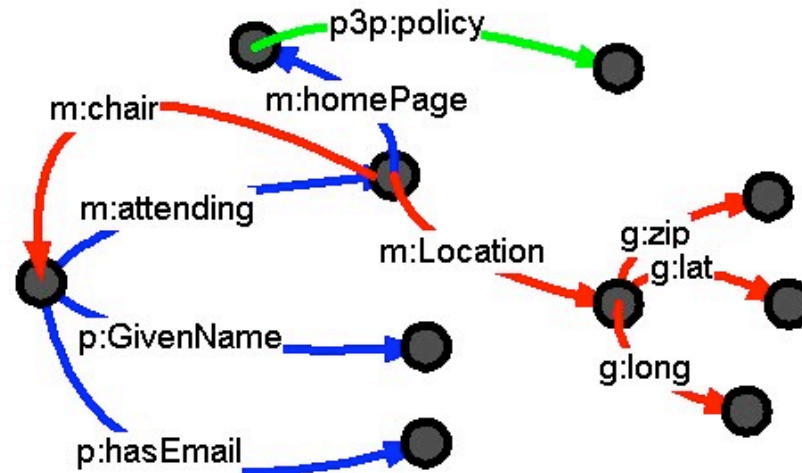 p3p:policy
m:homePage
m:chair
m:attending
m:Location
g:zip
g:lat
p:GivenName
g:long
p:hasEmail